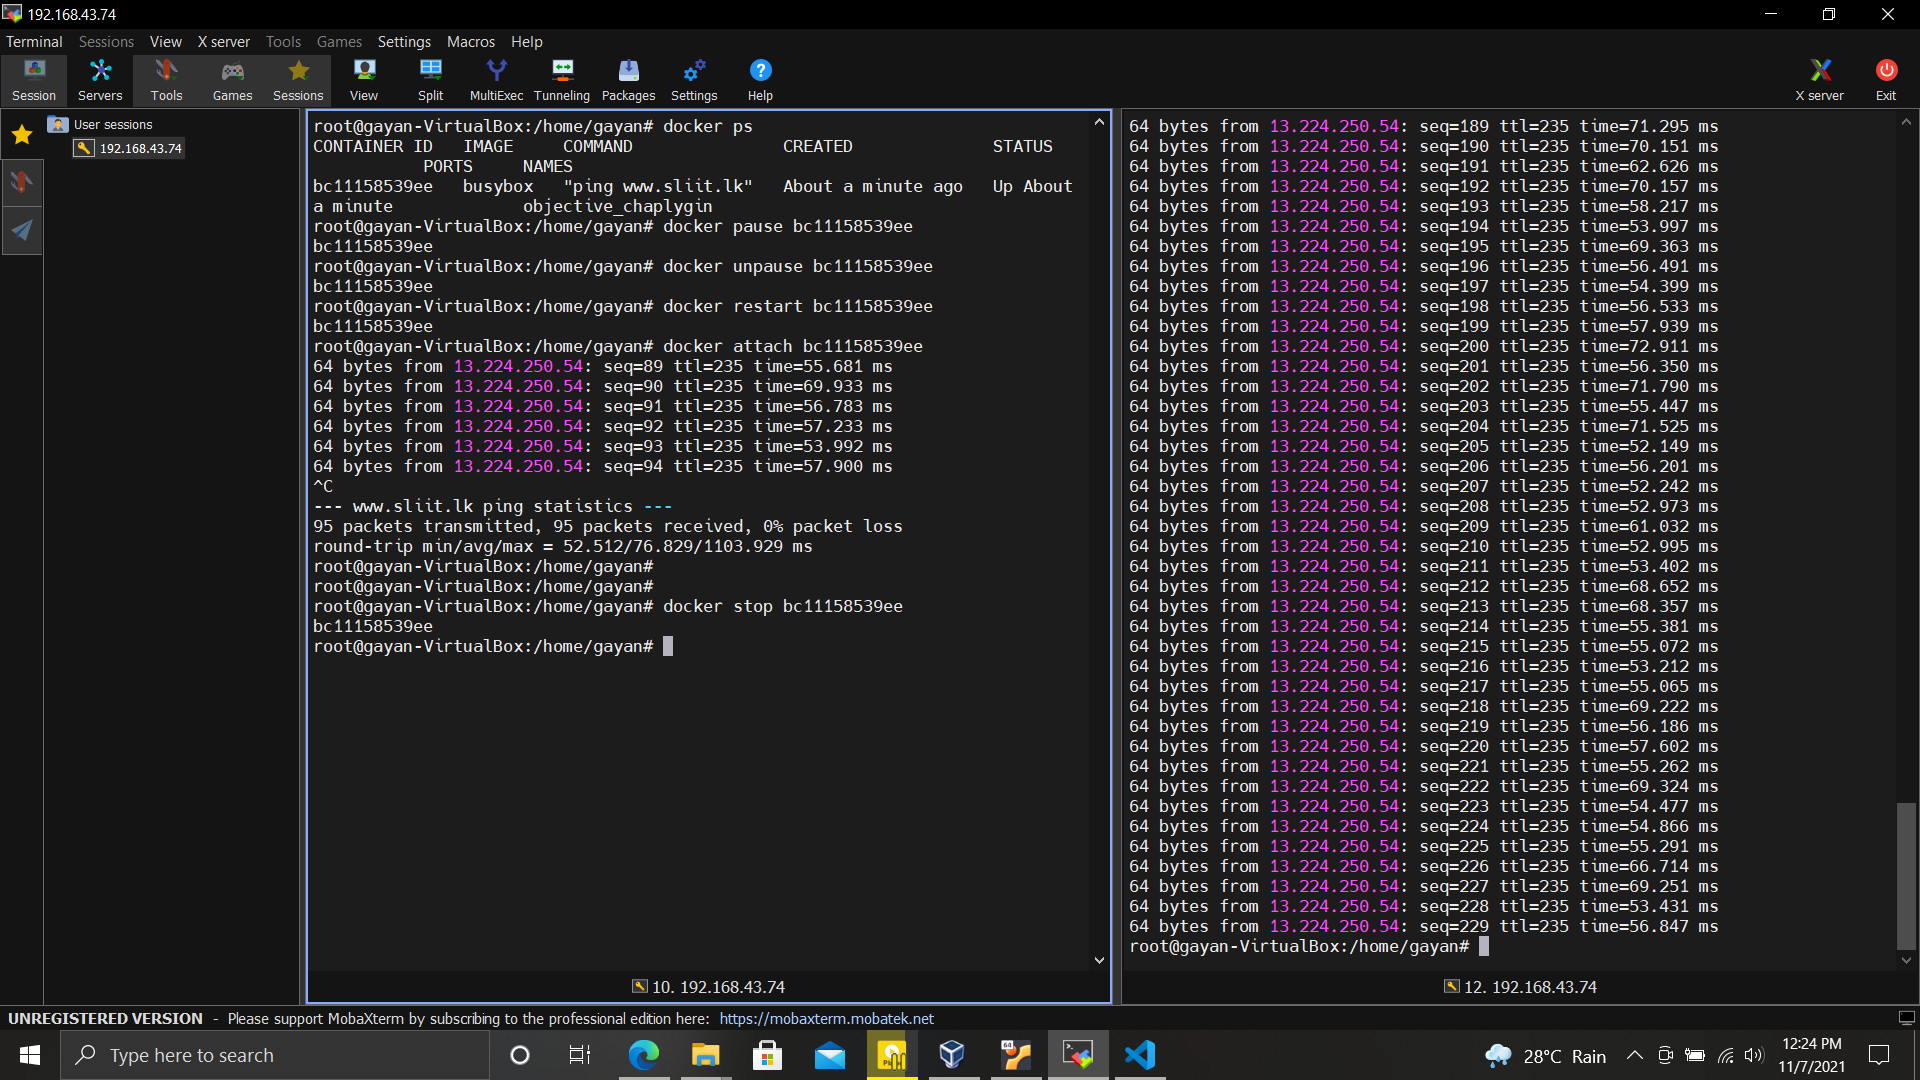 192.168.43.74
Terminal Sessions View X server Tools Games Settings Macros Help
Session Servers Tools Games Sessions View Split MultiExec Tunneling Packages Settings Help X server Exit
User sessions
192.168.43.74
root@gayan-VirtualBox:/home/gayan# docker ps
CONTAINER ID   IMAGE     COMMAND               CREATED              STATUS
PORTS     NAMES
bc11158539ee   busybox   "ping www.sliit.lk"   About a minute ago   Up About
a minute             objective_chaplygin
root@gayan-VirtualBox:/home/gayan# docker pause bc11158539ee
bc11158539ee
root@gayan-VirtualBox:/home/gayan# docker unpause bc11158539ee
bc11158539ee
root@gayan-VirtualBox:/home/gayan# docker restart bc11158539ee
bc11158539ee
root@gayan-VirtualBox:/home/gayan# docker attach bc11158539ee
64 bytes from 13.224.250.54: seq=89 ttl=235 time=55.681 ms
64 bytes from 13.224.250.54: seq=90 ttl=235 time=69.933 ms
64 bytes from 13.224.250.54: seq=91 ttl=235 time=56.783 ms
64 bytes from 13.224.250.54: seq=92 ttl=235 time=57.233 ms
64 bytes from 13.224.250.54: seq=93 ttl=235 time=53.992 ms
64 bytes from 13.224.250.54: seq=94 ttl=235 time=57.900 ms
^C
--- www.sliit.lk ping statistics ---
95 packets transmitted, 95 packets received, 0% packet loss
round-trip min/avg/max = 52.512/76.829/1103.929 ms
root@gayan-VirtualBox:/home/gayan#
root@gayan-VirtualBox:/home/gayan#
root@gayan-VirtualBox:/home/gayan# docker stop bc11158539ee
bc11158539ee
root@gayan-VirtualBox:/home/gayan#
10. 192.168.43.74
64 bytes from 13.224.250.54: seq=189 ttl=235 time=71.295 ms
64 bytes from 13.224.250.54: seq=190 ttl=235 time=70.151 ms
64 bytes from 13.224.250.54: seq=191 ttl=235 time=62.626 ms
64 bytes from 13.224.250.54: seq=192 ttl=235 time=70.157 ms
64 bytes from 13.224.250.54: seq=193 ttl=235 time=58.217 ms
64 bytes from 13.224.250.54: seq=194 ttl=235 time=53.997 ms
64 bytes from 13.224.250.54: seq=195 ttl=235 time=69.363 ms
64 bytes from 13.224.250.54: seq=196 ttl=235 time=56.491 ms
64 bytes from 13.224.250.54: seq=197 ttl=235 time=54.399 ms
64 bytes from 13.224.250.54: seq=198 ttl=235 time=56.533 ms
64 bytes from 13.224.250.54: seq=199 ttl=235 time=57.939 ms
64 bytes from 13.224.250.54: seq=200 ttl=235 time=72.911 ms
64 bytes from 13.224.250.54: seq=201 ttl=235 time=56.350 ms
64 bytes from 13.224.250.54: seq=202 ttl=235 time=71.790 ms
64 bytes from 13.224.250.54: seq=203 ttl=235 time=55.447 ms
64 bytes from 13.224.250.54: seq=204 ttl=235 time=71.525 ms
64 bytes from 13.224.250.54: seq=205 ttl=235 time=52.149 ms
64 bytes from 13.224.250.54: seq=206 ttl=235 time=56.201 ms
64 bytes from 13.224.250.54: seq=207 ttl=235 time=52.242 ms
64 bytes from 13.224.250.54: seq=208 ttl=235 time=52.973 ms
64 bytes from 13.224.250.54: seq=209 ttl=235 time=61.032 ms
64 bytes from 13.224.250.54: seq=210 ttl=235 time=52.995 ms
64 bytes from 13.224.250.54: seq=211 ttl=235 time=53.402 ms
64 bytes from 13.224.250.54: seq=212 ttl=235 time=68.652 ms
64 bytes from 13.224.250.54: seq=213 ttl=235 time=68.357 ms
64 bytes from 13.224.250.54: seq=214 ttl=235 time=55.381 ms
64 bytes from 13.224.250.54: seq=215 ttl=235 time=55.072 ms
64 bytes from 13.224.250.54: seq=216 ttl=235 time=53.212 ms
64 bytes from 13.224.250.54: seq=217 ttl=235 time=55.065 ms
64 bytes from 13.224.250.54: seq=218 ttl=235 time=69.222 ms
64 bytes from 13.224.250.54: seq=219 ttl=235 time=56.186 ms
64 bytes from 13.224.250.54: seq=220 ttl=235 time=57.602 ms
64 bytes from 13.224.250.54: seq=221 ttl=235 time=55.262 ms
64 bytes from 13.224.250.54: seq=222 ttl=235 time=69.324 ms
64 bytes from 13.224.250.54: seq=223 ttl=235 time=54.477 ms
64 bytes from 13.224.250.54: seq=224 ttl=235 time=54.866 ms
64 bytes from 13.224.250.54: seq=225 ttl=235 time=55.291 ms
64 bytes from 13.224.250.54: seq=226 ttl=235 time=66.714 ms
64 bytes from 13.224.250.54: seq=227 ttl=235 time=69.251 ms
64 bytes from 13.224.250.54: seq=228 ttl=235 time=53.431 ms
64 bytes from 13.224.250.54: seq=229 ttl=235 time=56.847 ms
root@gayan-VirtualBox:/home/gayan#
12. 192.168.43.74
UNREGISTERED VERSION - Please support MobaXterm by subscribing to the professional edition here: https://mobaxterm.mobatek.net
Type here to search
64
28°C Rain
12:24 PM
11/7/2021